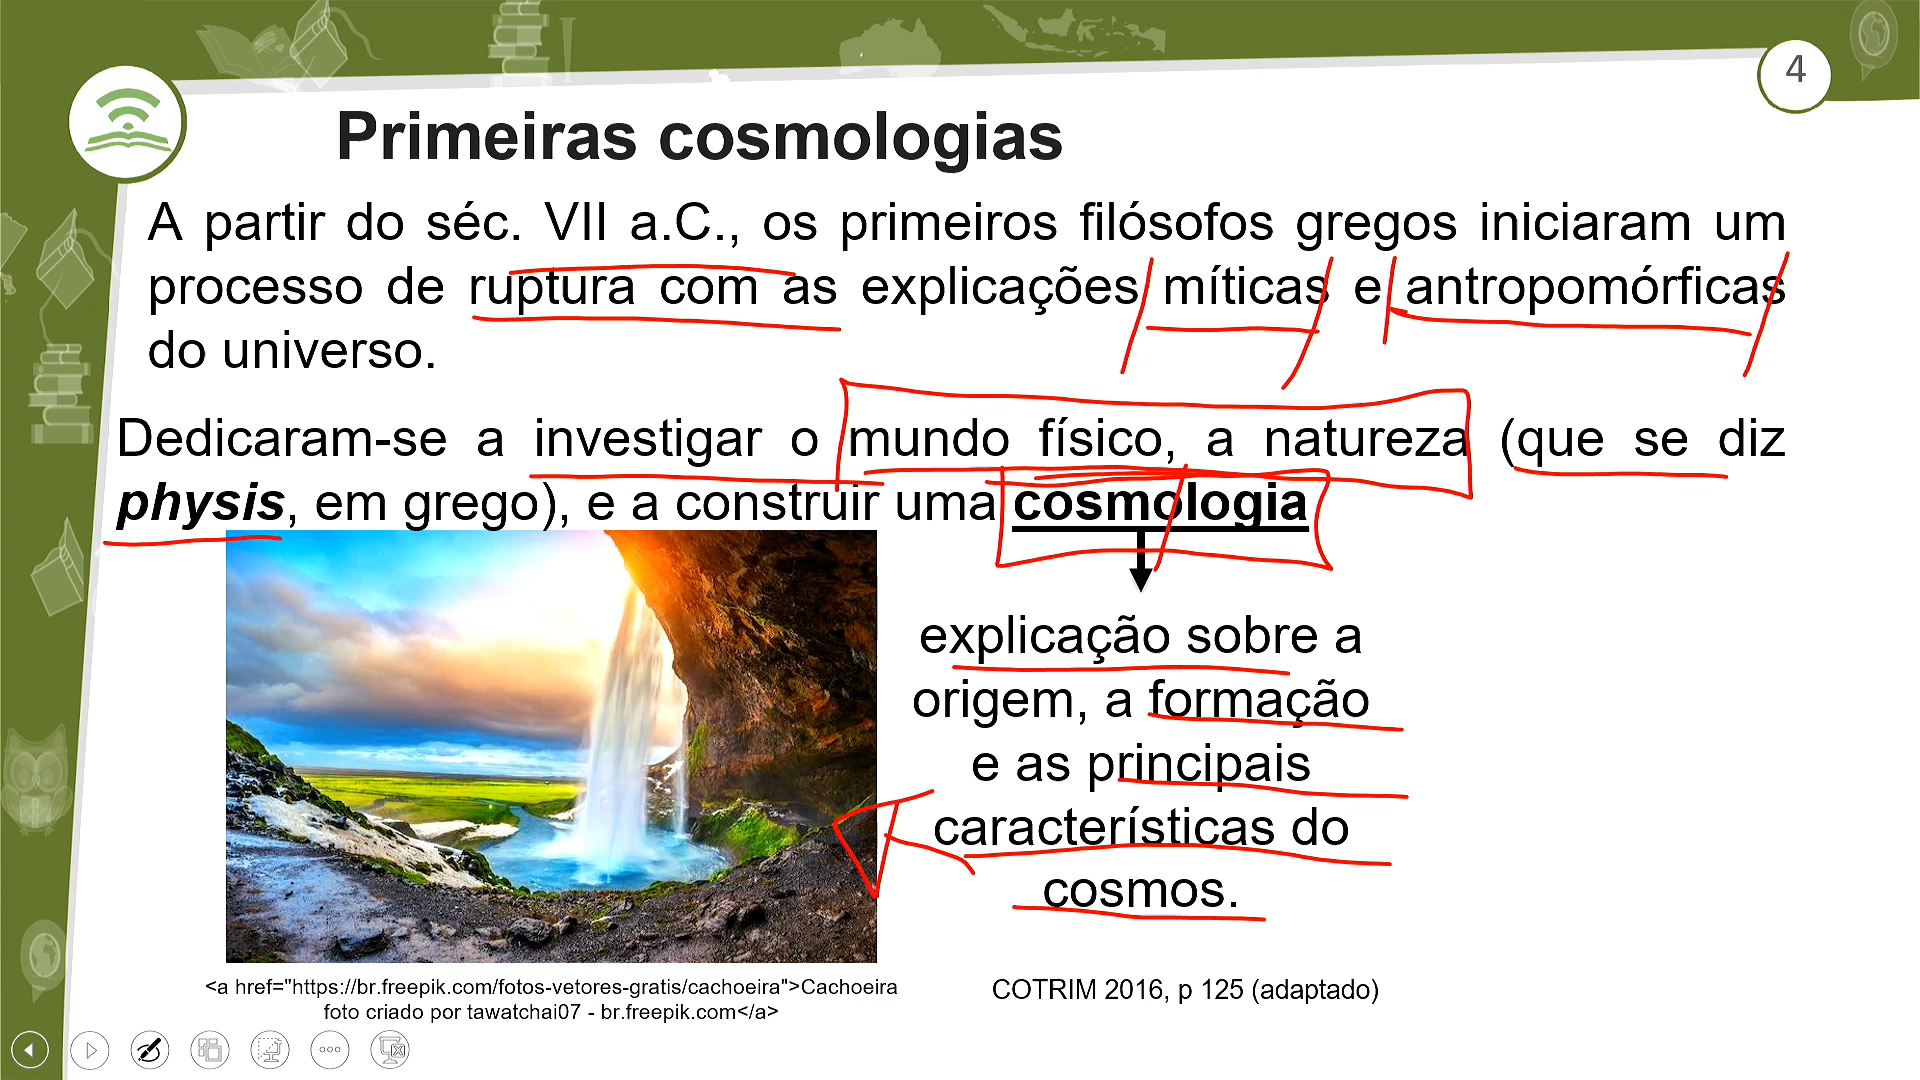 4
Primeiras cosmologias
A partir do séc. VII a.C., os primeiros filósofos gregos iniciaram um
processo de ruptura com as explicações míticas e antropomórficas
do universo.
Dedicaram-se a investigar o mundo físico, a natureza (que se diz
physis, em grego), e a construir uma cosmologia
explicação sobre a
origem, a formação
e as principais
características do
cosmos.
<a href="https://br.freepik.com/fotos-vetores-gratis/cachoeira">Cachoeira
foto criado por tawatchai07 - br.freepik.com</a>
COTRIM 2016, p 125 (adaptado)